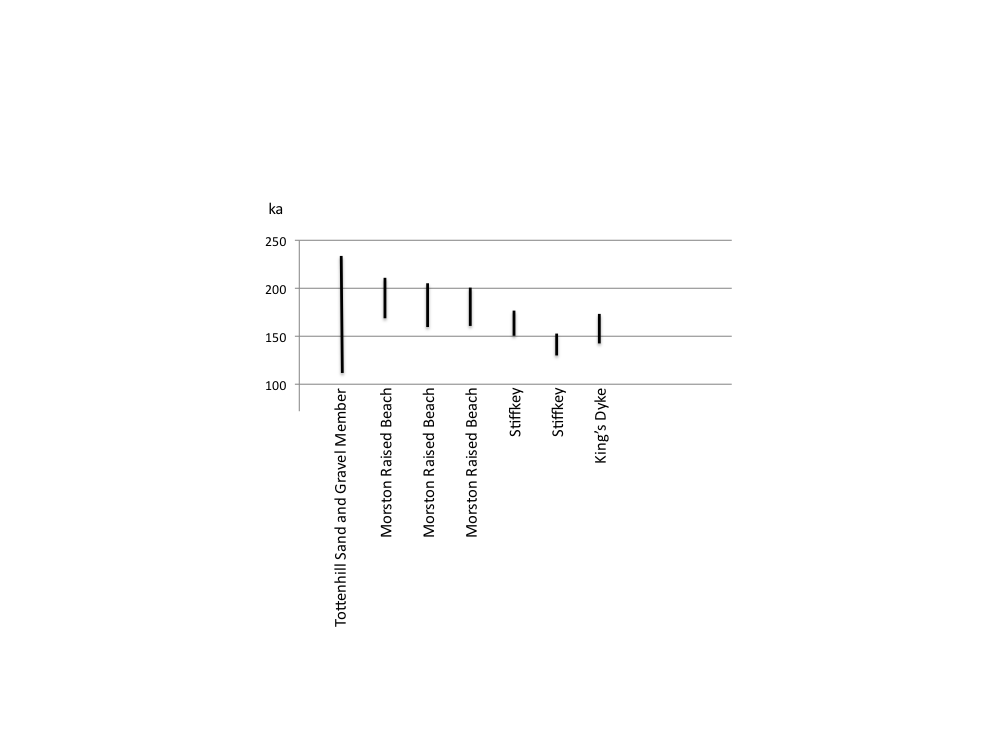 ka
250
200
150
100
Tottenhill Sand and Gravel Member
Morston Raised Beach
Morston Raised Beach
Morston Raised Beach
Stiffkey
Stiffkey
King's Dyke